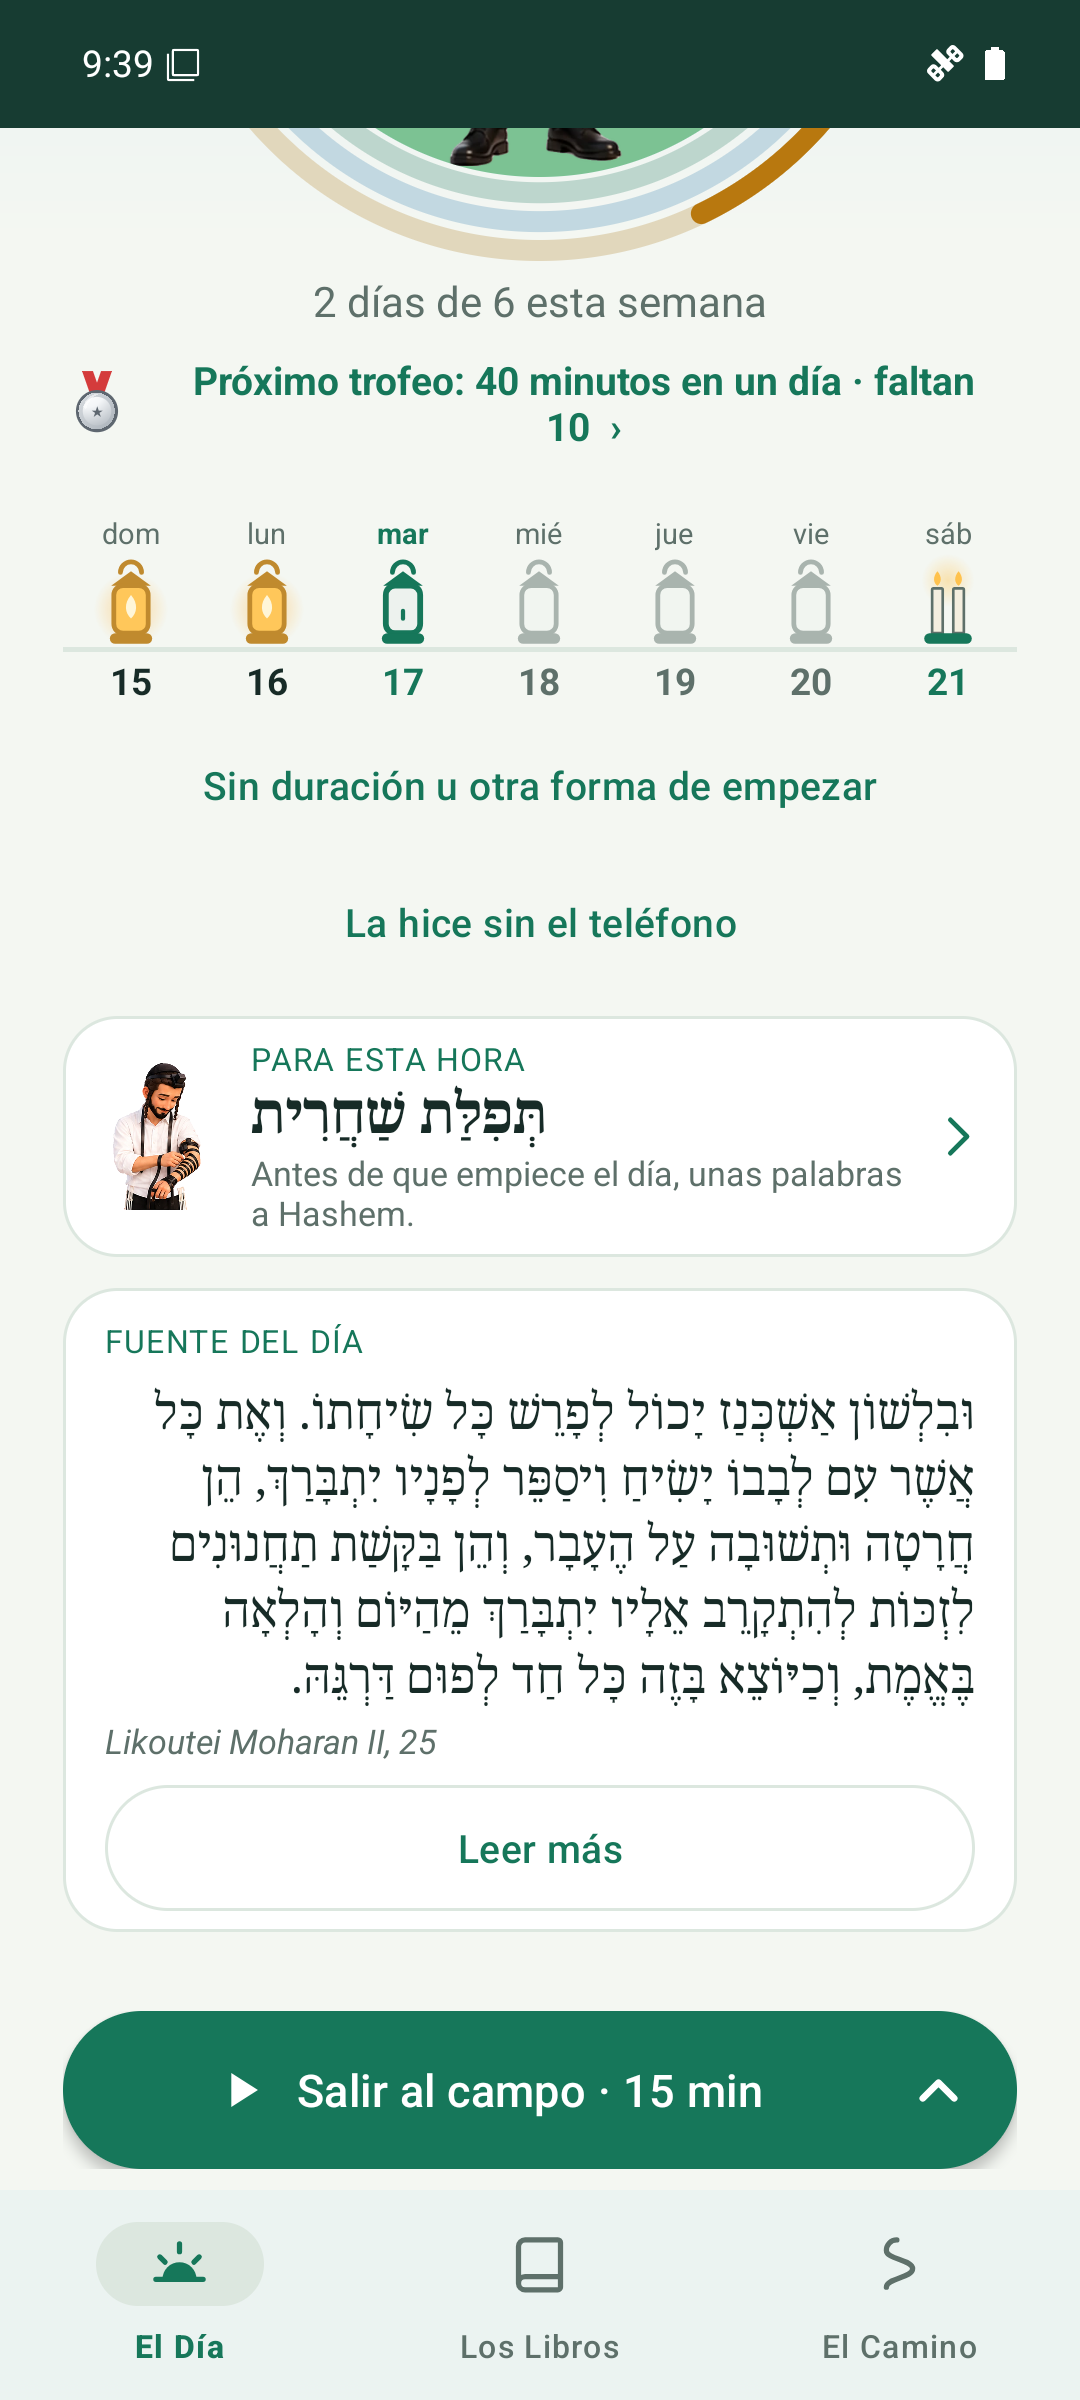 9:39
2 días de 6 esta semana
Próximo trofeo: 40 minutos en un día · faltan
10 ›
dom lun mar mié jue vie sáb
15 16 17 18 19 20 21
Sin duración u otra forma de empezar
La hice sin el teléfono
PARA ESTA HORA
תְּפִלַּת שַׁחֲרִית
Antes de que empiece el día, unas palabras
a Hashem.
FUENTE DEL DÍA
וּבִלְשׁוֹן אַשְׁכְּנַז יָכוֹל לְפָרֵשׁ כָּל שִׂיחָתוֹ. וְאֶת כָּל
אֲשֶׁר עִם לְבָבוֹ יָשִׂיחַ וִיסַפֵּר לְפָנָיו יִתְבָּרַךְ, הֵן
חֲרָטָה וּתְשׁוּבָה עַל הֶעָבָר, וְהֵן בַּקָּשַׁת תַּחֲנוּנִים
לִזְכּוֹת לְהִתְקָרֵב אֵלָיו יִתְבָּרַךְ מֵהַיּוֹם וְהָלְאָה
בֶּאֱמֶת, וְכַיּוֹצֵא בָּזֶה כָּל חַד לְפוּם דַּרְגֵּהּ.
Likoutei Moharan II, 25
Leer más
Salir al campo · 15 min
El Día Los Libros El Camino